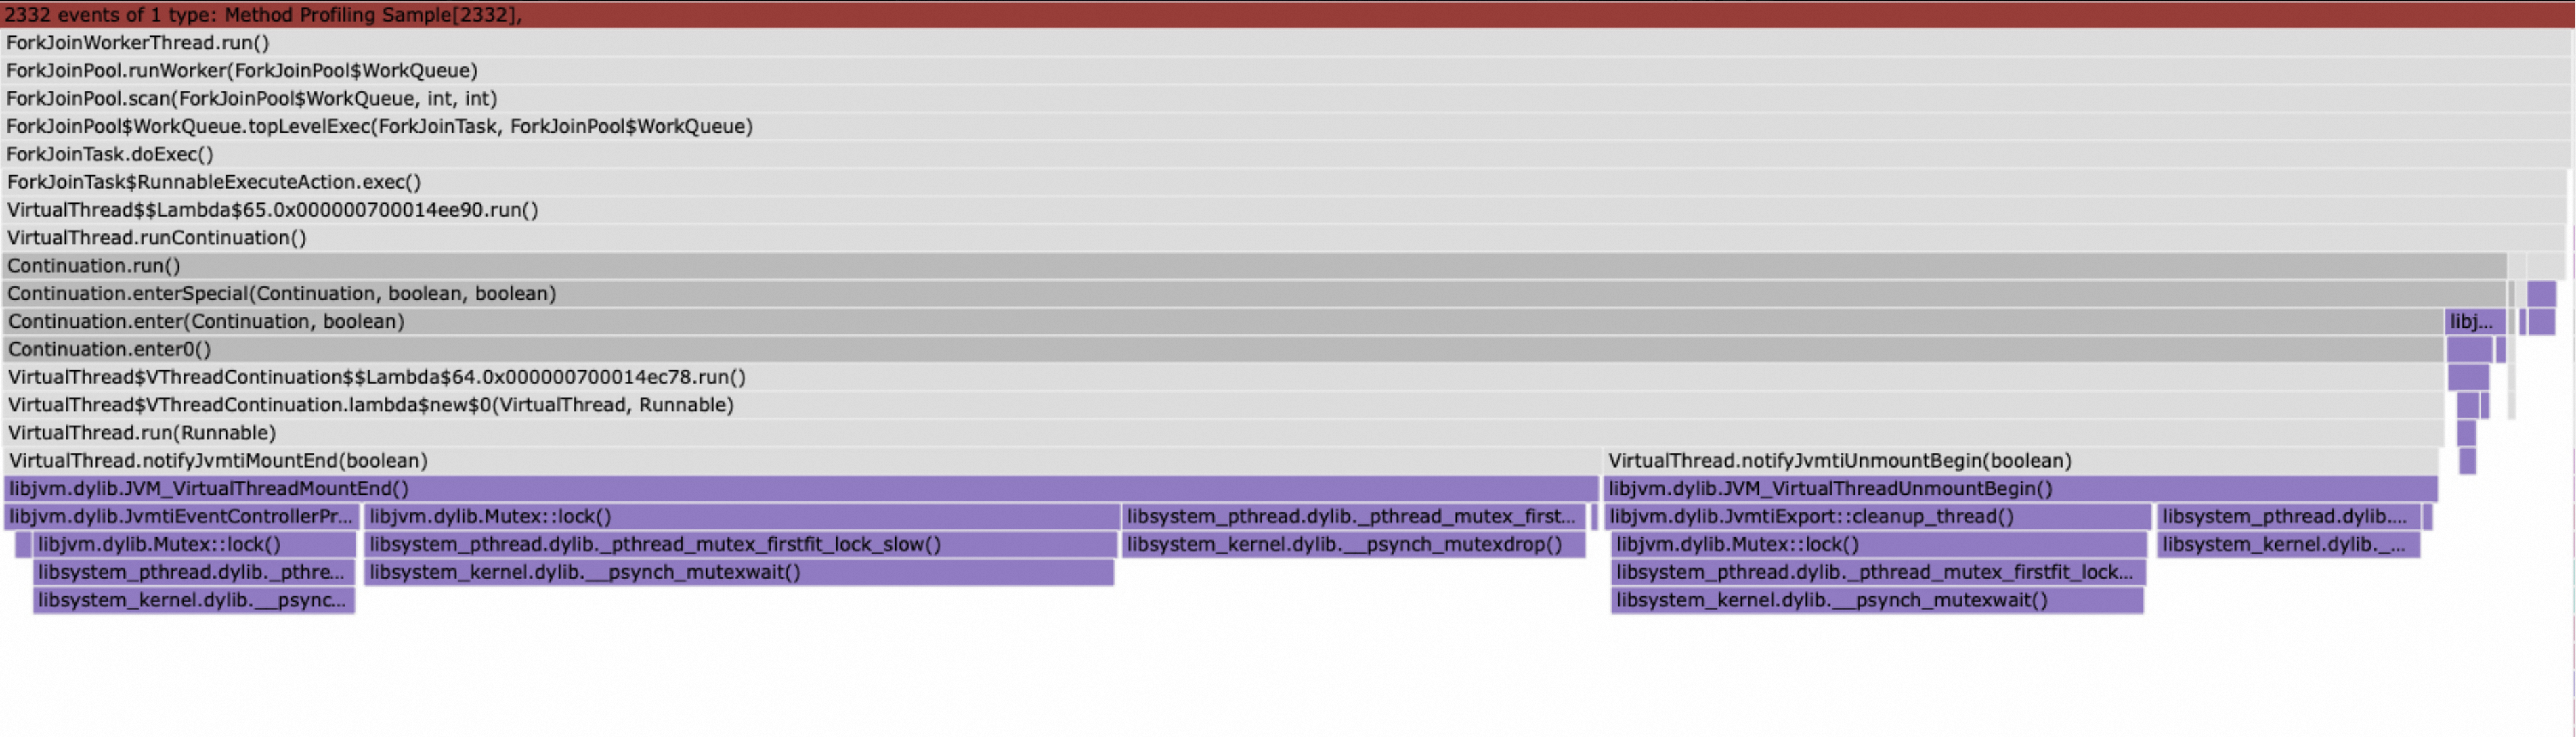 2332 events of 1 type: Method Profiling Sample[2332],
ForkJoinWorkerThread.run()
ForkJoinPool.runWorker(ForkJoinPool$WorkQueue)
ForkJoinPool.scan(ForkJoinPool$WorkQueue, int, int)
ForkJoinPool$WorkQueue.topLevelExec(ForkJoinTask, ForkJoinPool$WorkQueue)
ForkJoinTask.doExec()
ForkJoinTask$RunnableExecuteAction.exec()
VirtualThread$$Lambda$65.0x000000700014ee90.run()
VirtualThread.runContinuation()
Continuation.run()
Continuation.enterSpecial(Continuation, boolean, boolean)
Continuation.enter(Continuation, boolean) libj...
Continuation.enter0()
VirtualThread$VThreadContinuation$$Lambda$64.0x000000700014ec78.run()
VirtualThread$VThreadContinuation.lambda$new$0(VirtualThread, Runnable)
VirtualThread.run(Runnable)
VirtualThread.notifyJvmtiMountEnd(boolean) VirtualThread.notifyJvmtiUnmountBegin(boolean)
libjvm.dylib.JVM_VirtualThreadMountEnd() libjvm.dylib.JVM_VirtualThreadUnmountBegin()
libjvm.dylib.JvmtiEventControllerPr... libjvm.dylib.Mutex::lock() libsystem_pthread.dylib._pthread_mutex_first... libjvm.dylib.JvmtiExport::cleanup_thread() libsystem_pthread.dylib....
libjvm.dylib.Mutex::lock() libsystem_pthread.dylib._pthread_mutex_firstfit_lock_slow() libsystem_kernel.dylib.__psynch_mutexdrop() libjvm.dylib.Mutex::lock() libsystem_kernel.dylib._...
libsystem_pthread.dylib._pthre... libsystem_kernel.dylib.__psynch_mutexwait() libsystem_pthread.dylib._pthread_mutex_firstfit_lock...
libsystem_kernel.dylib.__psync... libsystem_kernel.dylib.__psynch_mutexwait()